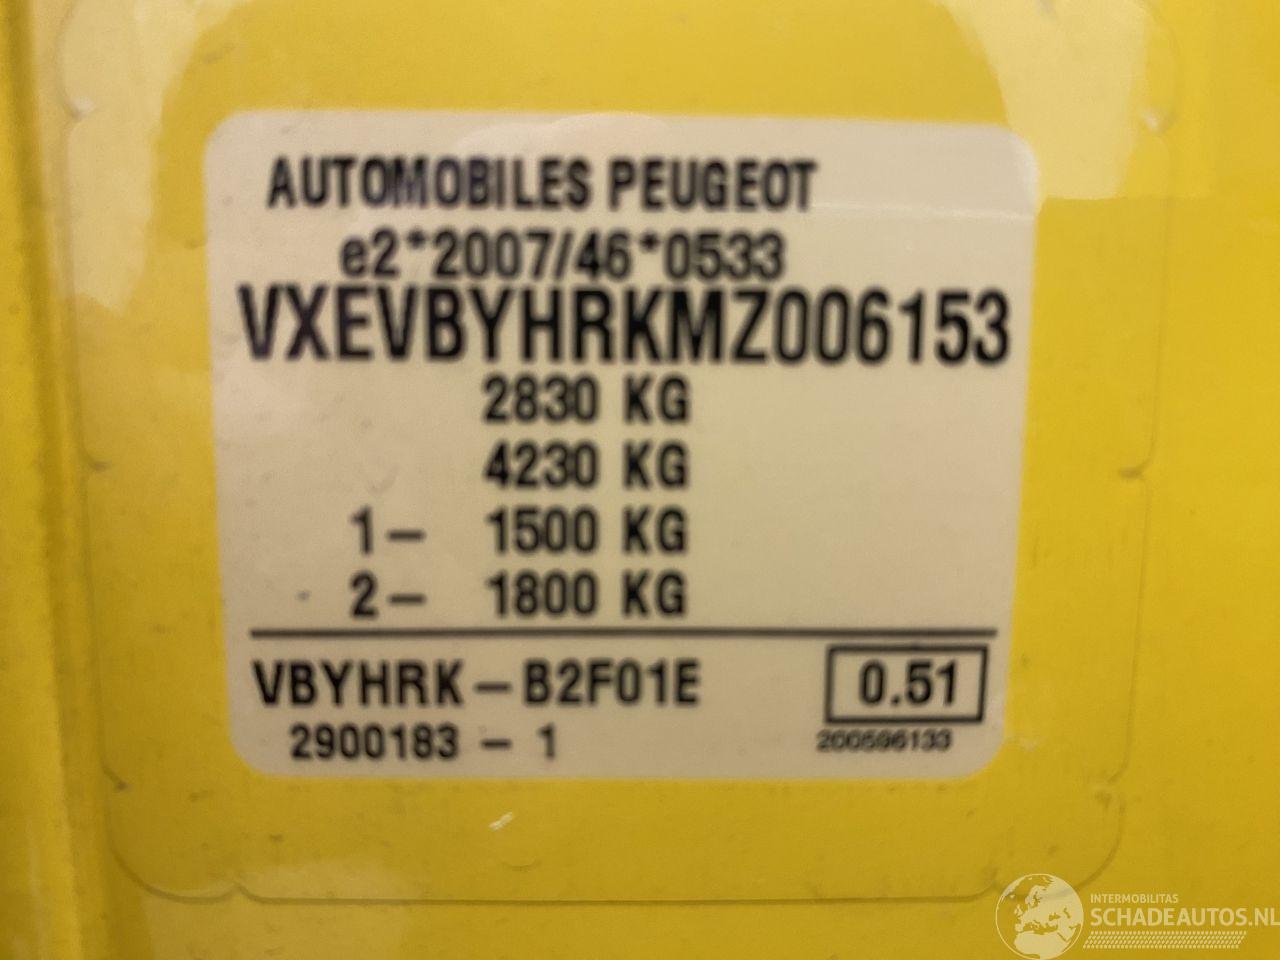 AUTOMOBILES PEUGEOT
e2*2007/46*0533
VXEVBYHRKMZ006153
2830 KG
4230 KG
1- 1500 KG
2- 1800 KG
VBYHRK-B2F01E 0.51
2900183 - 1 200596133
INTERMOBILITAS
SCHADEAUTOS.NL